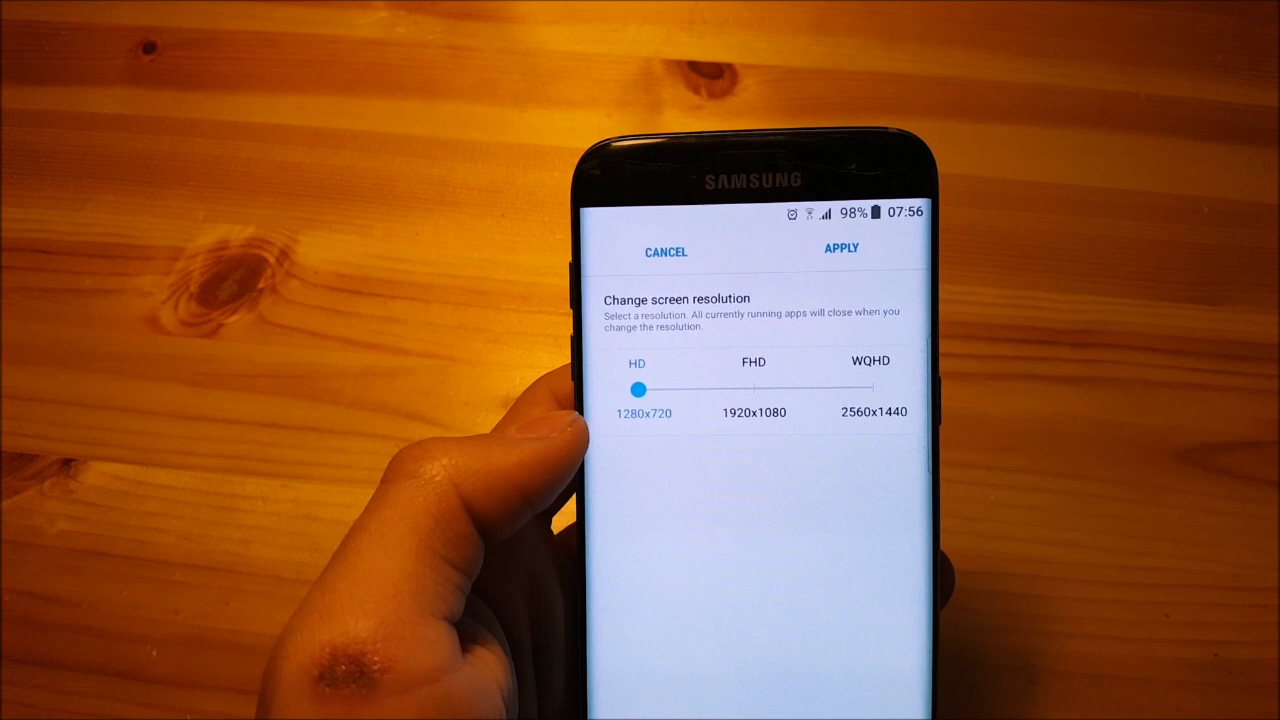 SAMSUNG
98% 07:56
CANCEL APPLY
Change screen resolution
Select a resolution. All currently running apps will close when you
change the resolution.
HD FHD WQHD
1280x720 1920x1080 2560x1440